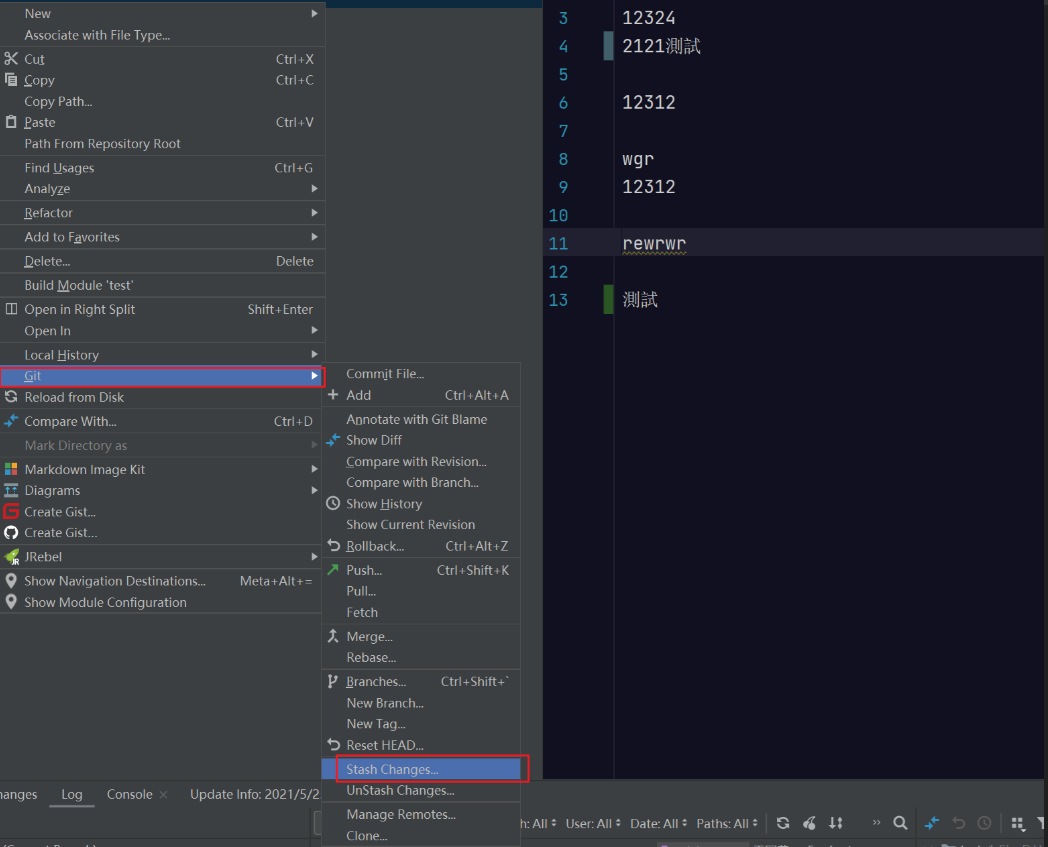 New
Associate with File Type...
Cut Ctrl+X
Copy Ctrl+C
Copy Path...
Paste Ctrl+V
Path From Repository Root
Find Usages Ctrl+G
Analyze
Refactor
Add to Favorites
Delete... Delete
Build Module 'test'
Open in Right Split Shift+Enter
Open In
Local History
Git
Reload from Disk
Compare With... Ctrl+D
Mark Directory as
Markdown Image Kit
Diagrams
Create Gist...
Create Gist...
JR JRebel
Show Navigation Destinations... Meta+Alt+=
Show Module Configuration
Commit File...
Add Ctrl+Alt+A
Annotate with Git Blame
Show Diff
Compare with Revision...
Compare with Branch...
Show History
Show Current Revision
Rollback... Ctrl+Alt+Z
Push... Ctrl+Shift+K
Pull...
Fetch
Merge...
Rebase...
Branches... Ctrl+Shift+`
New Branch...
New Tag...
Reset HEAD...
Stash Changes...
UnStash Changes...
Manage Remotes...
Clone...
3 12324
4 2121測試
5
6 12312
7
8 wgr
9 12312
10
11 rewrwr
12
13 測試
hanges Log Console Update Info: 2021/5/2
h: All User: All Date: All Paths: All